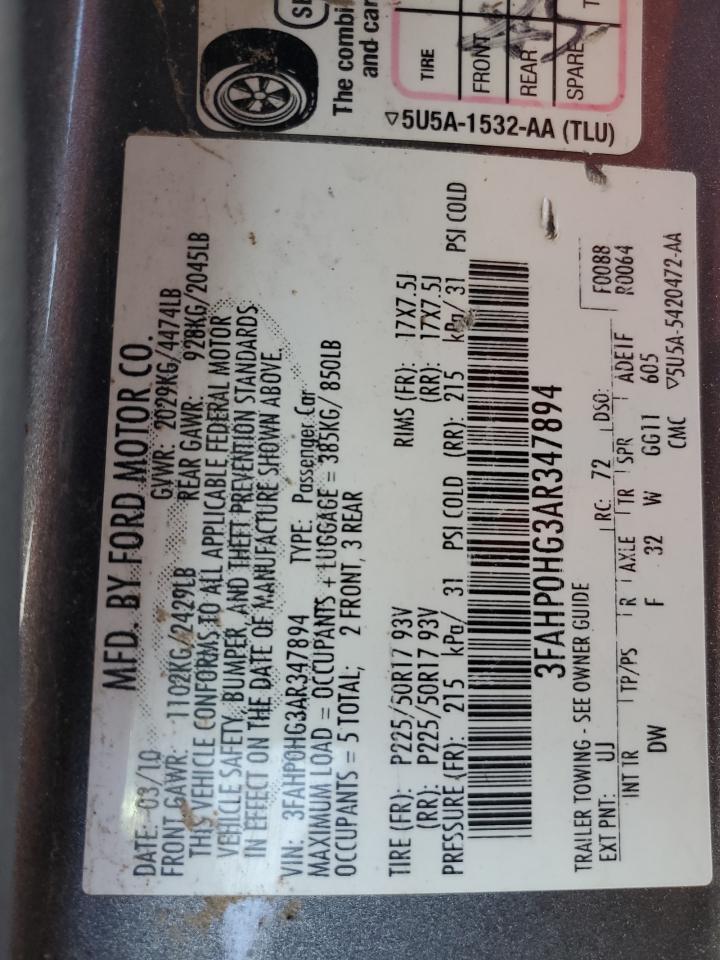 SE
The combi
and car
TIRE
FRONT
REAR
SPARE
▽5U5A-1532-AA (TLU)
MFD. BY FORD MOTOR CO.
DATE: 03/10 GVWR: 2029KG/4474LB
FRONT GAWR: 1102KG/2429LB REAR GAWR: 928KG/2045LB
THIS VEHICLE CONFORMS TO ALL APPLICABLE FEDERAL MOTOR
VEHICLE SAFETY, BUMPER, AND THEFT PREVENTION STANDARDS
IN EFFECT ON THE DATE OF MANUFACTURE SHOWN ABOVE.
VIN: 3FAHP0HG3AR347894 TYPE: Passenger Car
MAXIMUM LOAD = OCCUPANTS + LUGGAGE = 385KG/ 850LB
OCCUPANTS = 5 TOTAL; 2 FRONT, 3 REAR
TIRE (FR): P225/50R17 93V RIMS (FR): 17X7.5J
(RR): P225/50R17 93V (RR): 17X7.5J
PRESSURE (FR): 215 kPa/ 31 PSI COLD (RR): 215 kPa/ 31 PSI COLD
3FAHP0HG3AR347894
TRAILER TOWING - SEE OWNER GUIDE
EXT PNT: UJ RC: 72 DSO: F0088
R0064
INT TR TP/PS R AXLE TR SPR ADEIF
DW F 32 W GG11 605
CMC ▽5U5A-5420472-AA